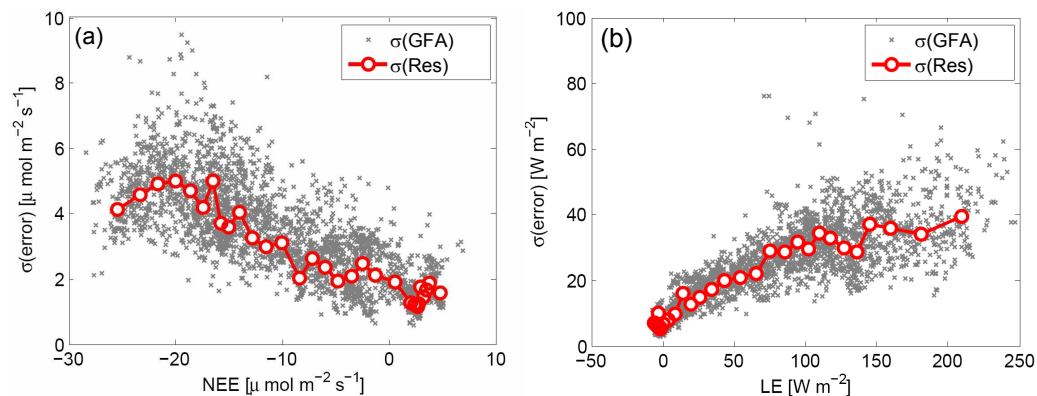 (a)
σ(GFA)
σ(Res)
10
8
6
4
2
0
σ(error) [μ mol m⁻² s⁻¹]
−30
−20
−10
0
10
NEE [μ mol m⁻² s⁻¹]
(b)
σ(GFA)
σ(Res)
100
80
60
40
20
0
σ(error) [W m⁻²]
−50
0
50
100
150
200
250
LE [W m⁻²]